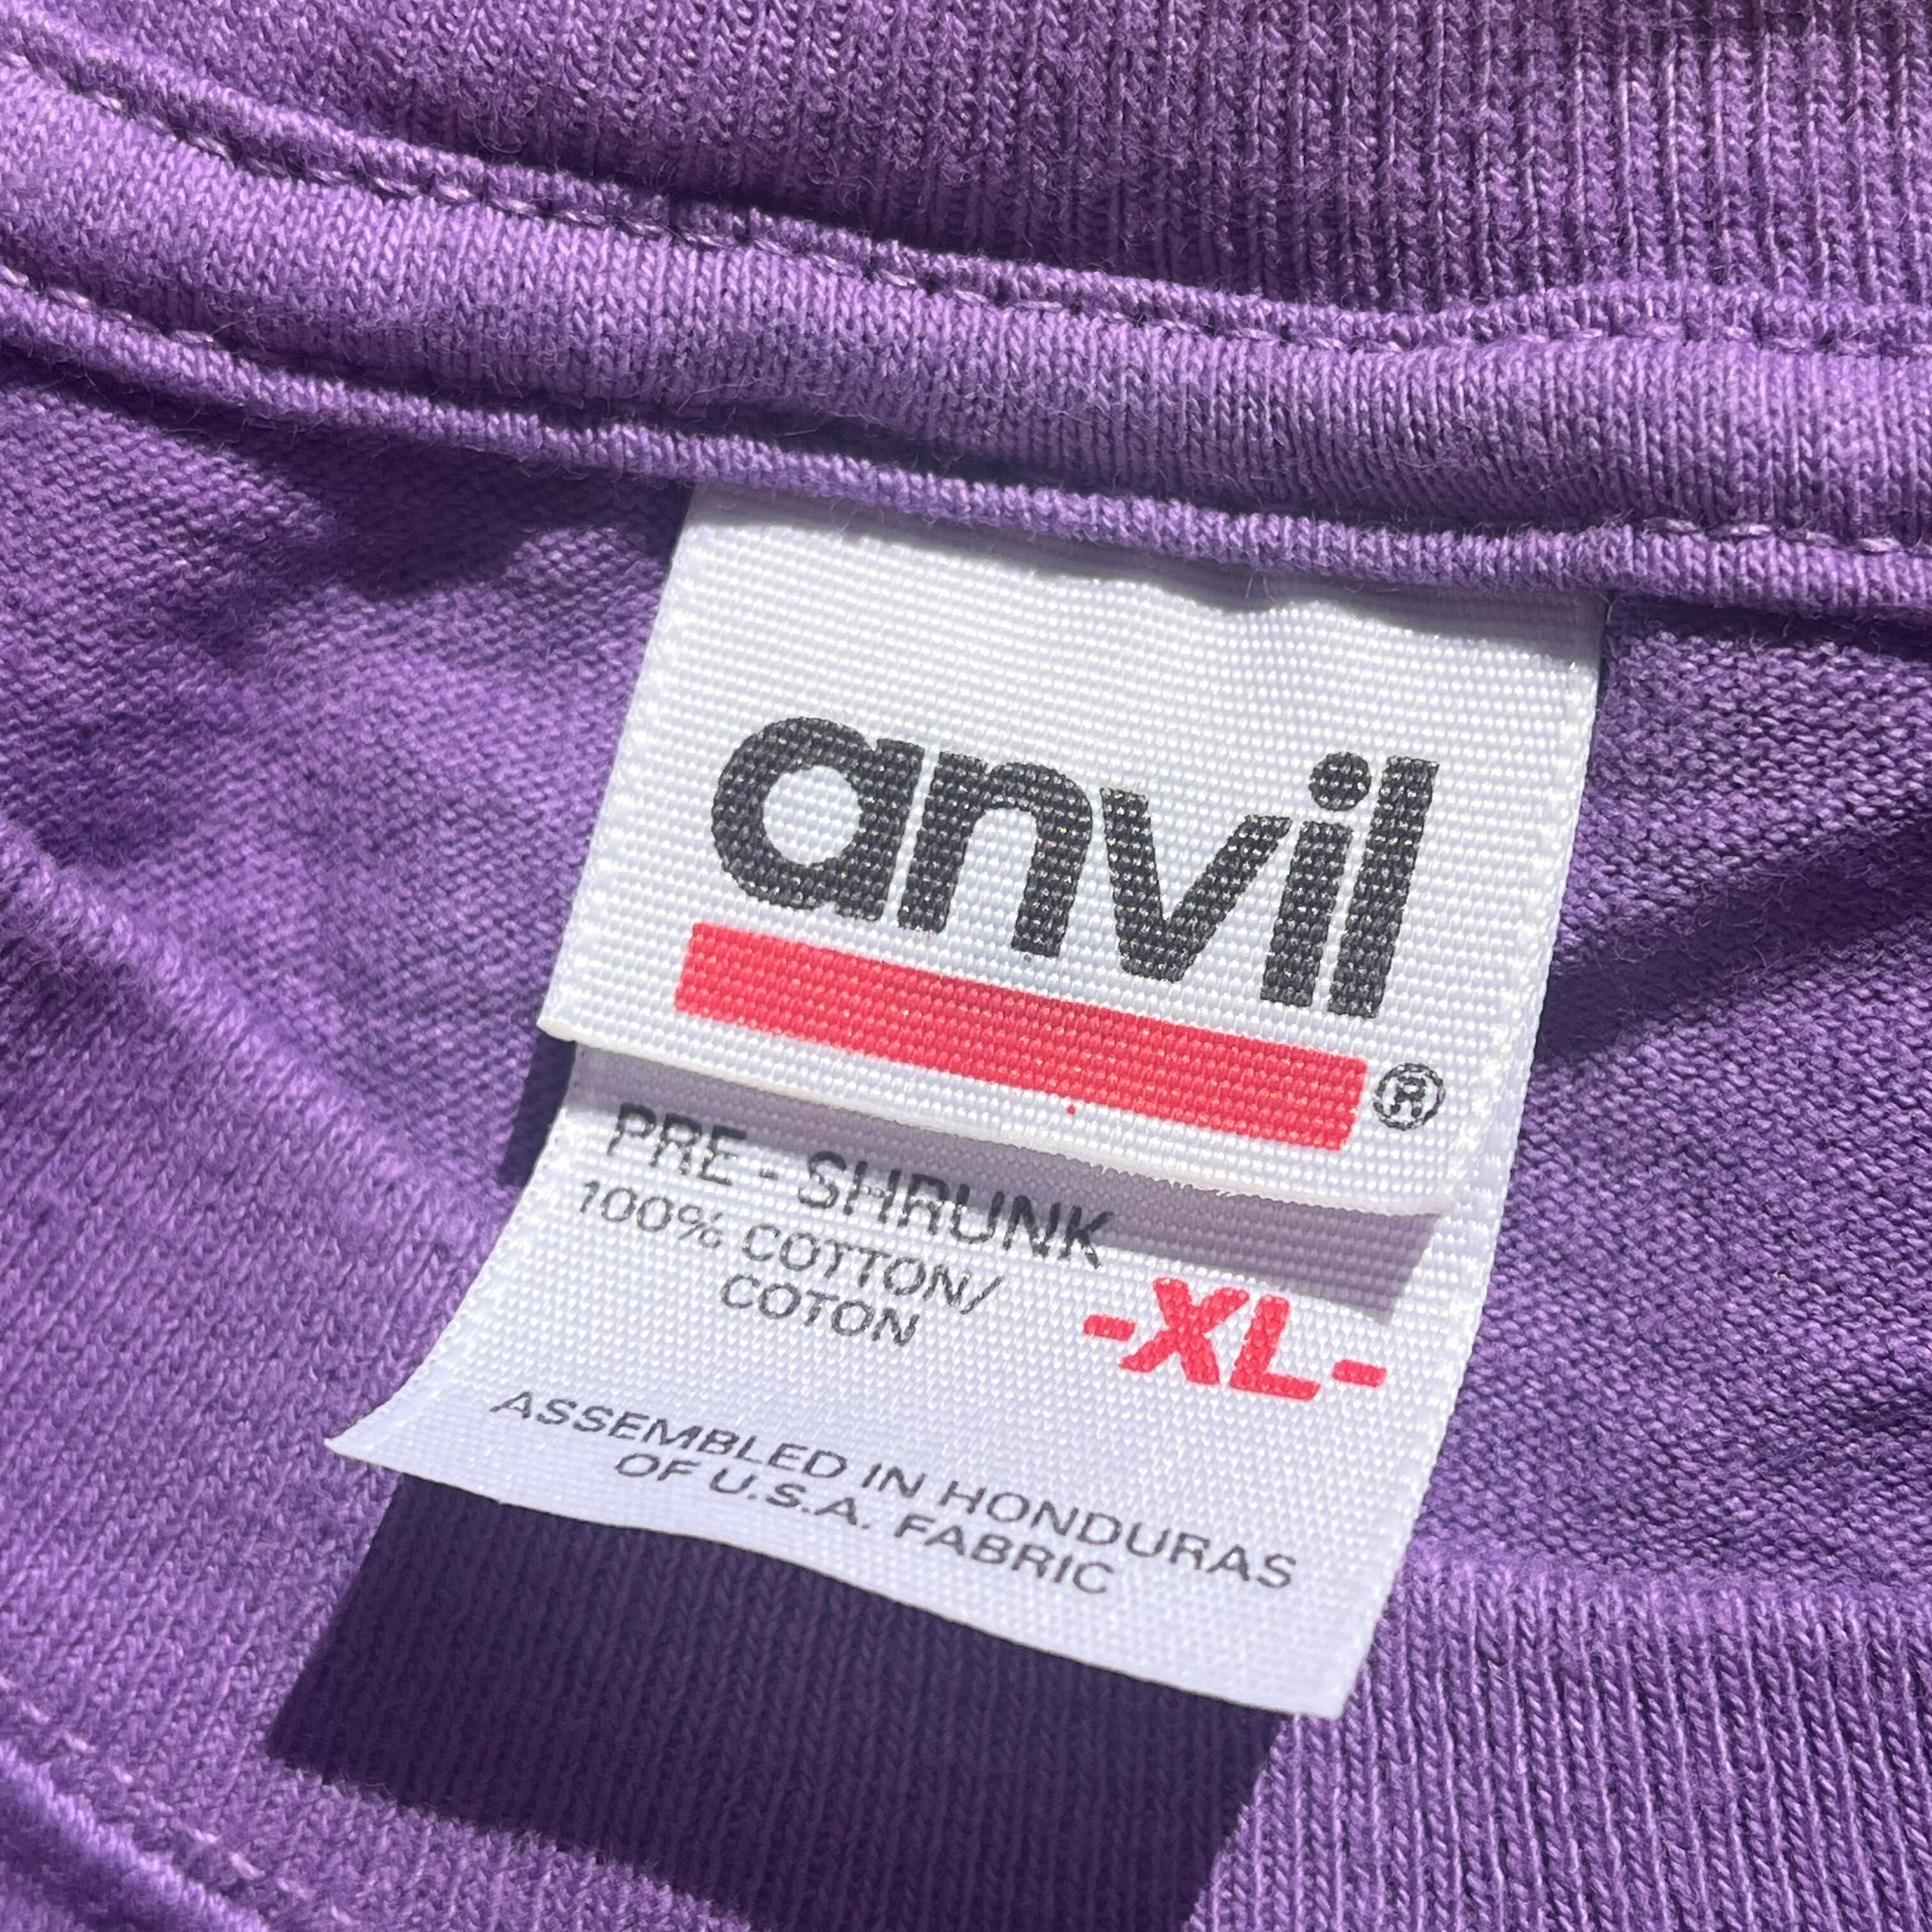 anvil
®
PRE - SHRUNK
100% COTTON/
COTON
-XL-
ASSEMBLED IN HONDURAS
OF U.S.A. FABRIC